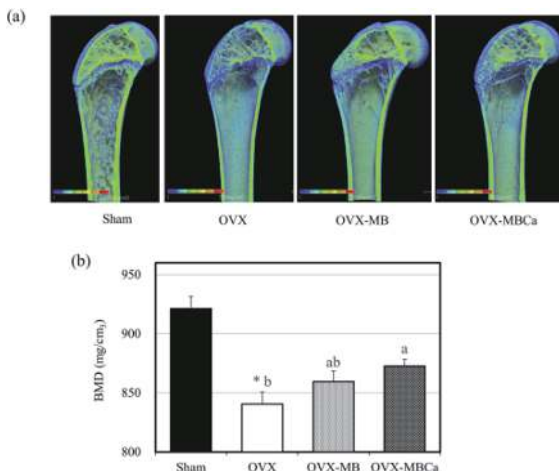 (a)
Sham
OVX
OVX-MB
OVX-MBCa
(b)
BMD (mg/cm₃)
950
900
850
800
* b
ab
a
Sham
OVX
OVX-MB
OVX-MBCa